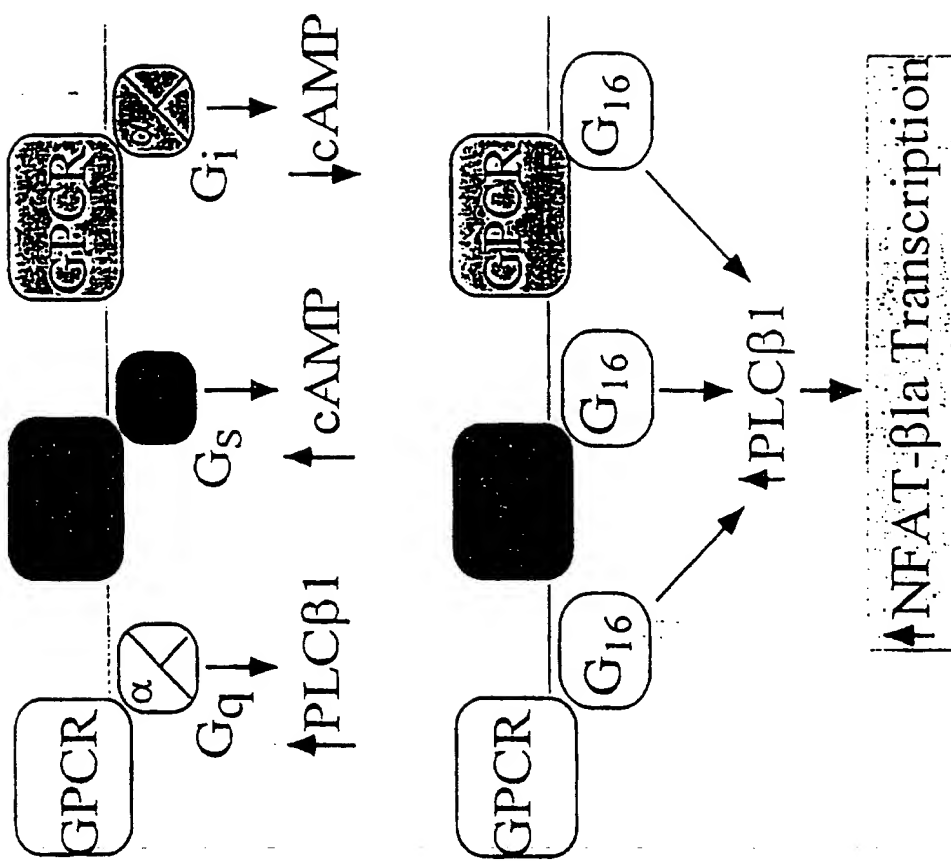 GPCR
GPCR
α
α
Gq
Gs
Gi
↑PLCβ1
↑cAMP
↓cAMP
GPCR
GPCR
G16
G16
G16
↑PLCβ1
↑NFAT-βla Transcription